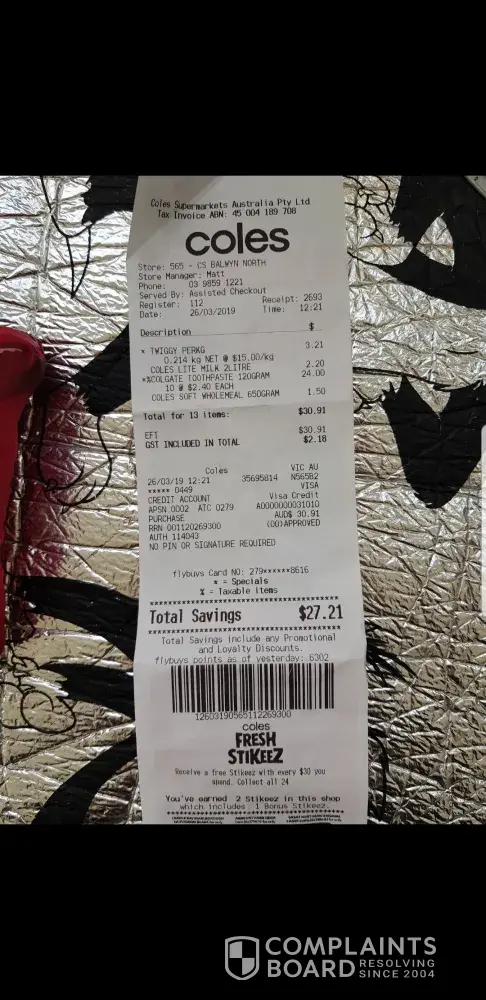 Coles Supermarkets Australia Pty Ltd
Tax Invoice ABN: 45 004 189 708
coles
Store: 565 - CS BALWYN NORTH
Store Manager: Matt
Phone: 03 9859 1221
Served By: Assisted Checkout
Register: 112 Receipt: 2693
Date: 26/03/2019 Time: 12:21
Description $
* TWIGGY PERKG 3.21
0.214 kg NET @ $15.00/kg
COLES LITE MILK 2LITRE 2.20
*%COLGATE TOOTHPASTE 120GRAM 24.00
10 @ $2.40 EACH
COLES SOFT WHOLEMEAL 650GRAM 1.50
Total for 13 items: $30.91
EFT $30.91
GST INCLUDED IN TOTAL $2.18
Coles VIC AU
26/03/19 12:21 35695814 N56582
***** 0449 VISA
CREDIT ACCOUNT Visa Credit
APSN 0002 ATC 0279 A0000000031010
PURCHASE AUD$ 30.91
RRN 001120269300 (00)APPROVED
AUTH 114043
NO PIN OR SIGNATURE REQUIRED
flybuys Card NO: 279******8616
* = Specials
% = Taxable items
Total Savings $27.21
Total Savings include any Promotional
and Loyalty Discounts.
flybuys points as of yesterday: 6302
12603190565112269300
coles
FRESH
STIKEEZ
Receive a free Stikeez with every $30 you
spend. Collect all 24
You've earned 2 Stikeez in this shop
which includes 1 Bonus Stikeez.
COMPLAINTS
BOARD RESOLVING
SINCE 2004